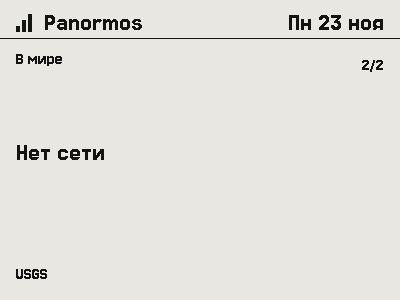 Panormos Пн 23 ноя
В мире 2/2
Нет сети
USGS